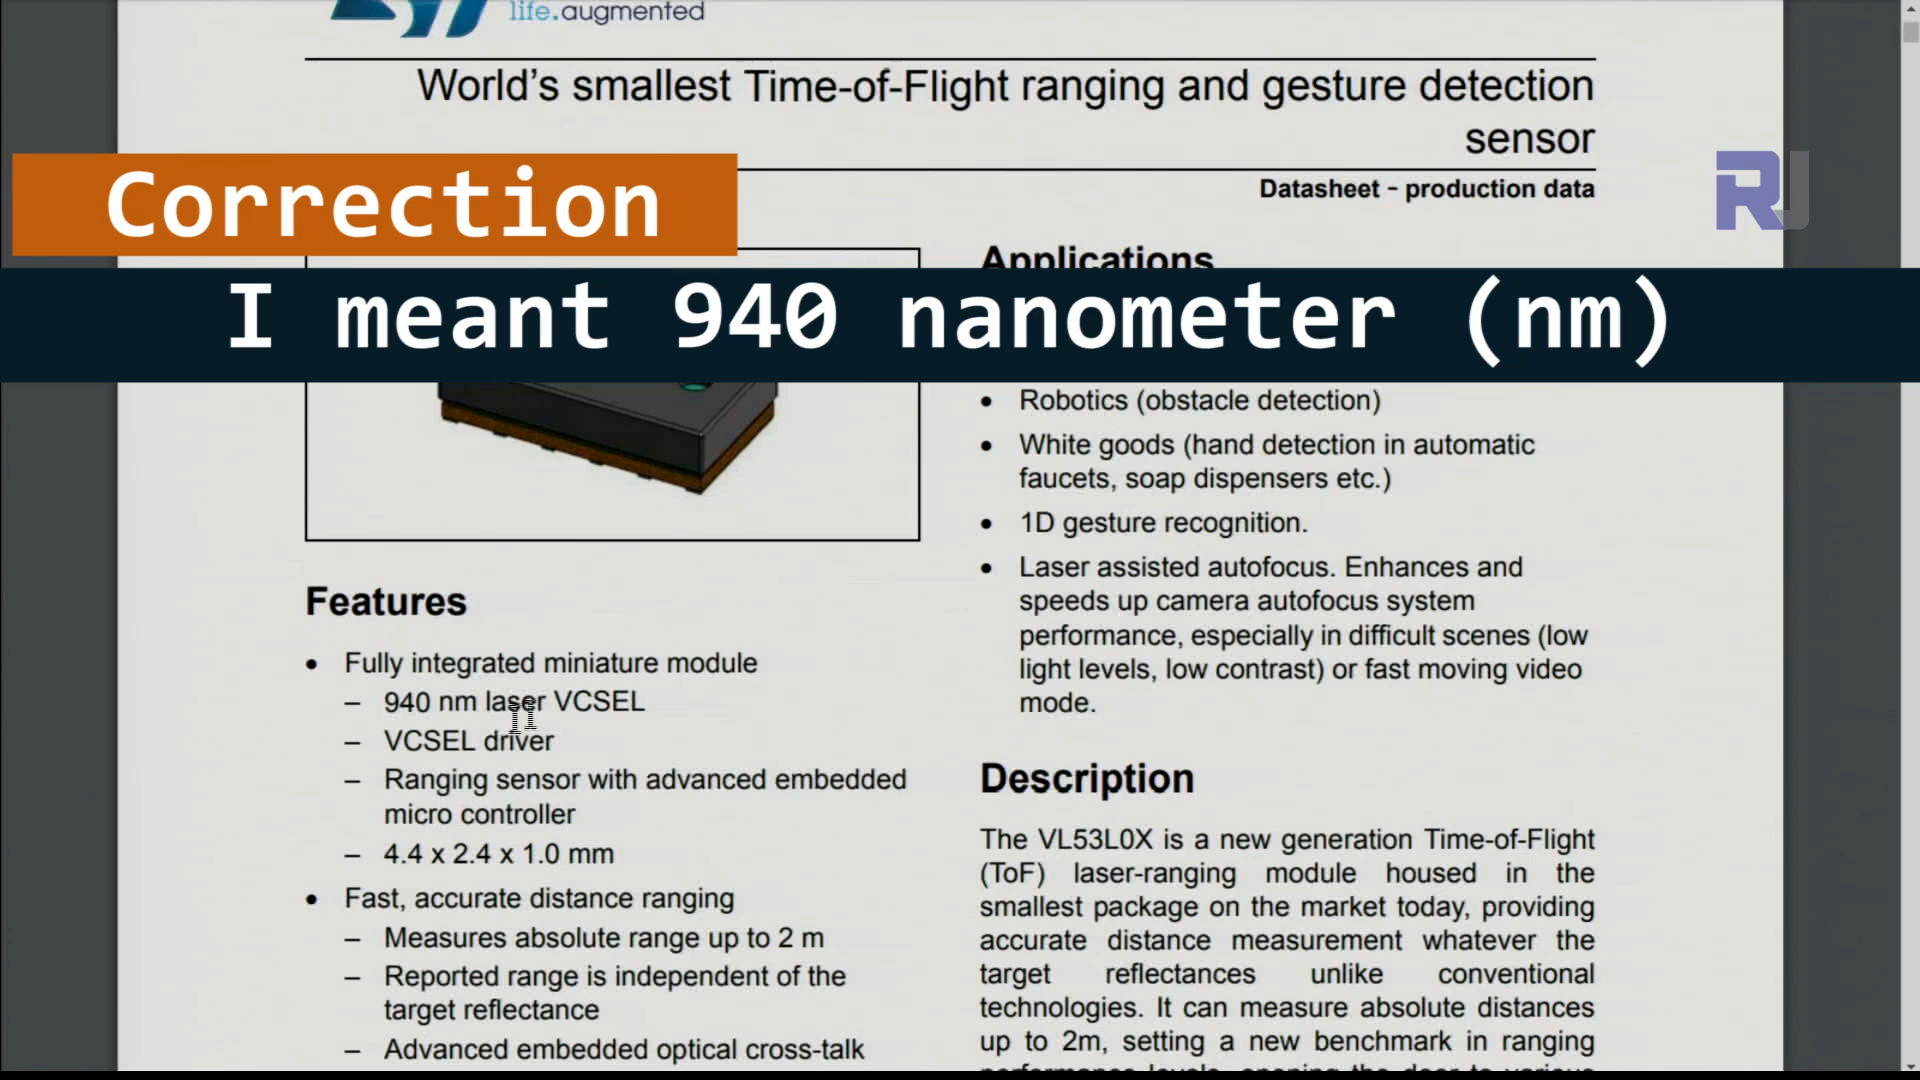 life.augmented
World's smallest Time-of-Flight ranging and gesture detection
sensor
Datasheet - production data
RJ
Correction
I meant 940 nanometer (nm)
Features
• Fully integrated miniature module
– 940 nm laser VCSEL
– VCSEL driver
– Ranging sensor with advanced embedded
micro controller
– 4.4 x 2.4 x 1.0 mm
• Fast, accurate distance ranging
– Measures absolute range up to 2 m
– Reported range is independent of the
target reflectance
– Advanced embedded optical cross-talk
Applications
• Robotics (obstacle detection)
• White goods (hand detection in automatic
faucets, soap dispensers etc.)
• 1D gesture recognition.
• Laser assisted autofocus. Enhances and
speeds up camera autofocus system
performance, especially in difficult scenes (low
light levels, low contrast) or fast moving video
mode.
Description
The VL53L0X is a new generation Time-of-Flight
(ToF) laser-ranging module housed in the
smallest package on the market today, providing
accurate distance measurement whatever the
target reflectances unlike conventional
technologies. It can measure absolute distances
up to 2m, setting a new benchmark in ranging